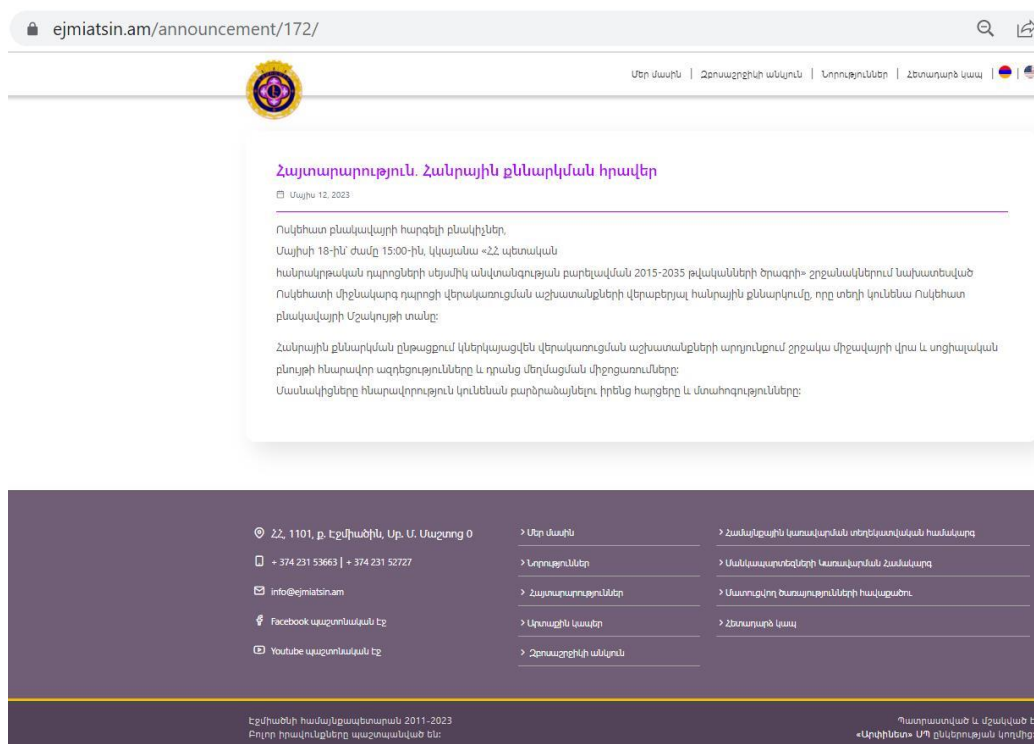 ejmiatsin.am/announcement/172/
Մեր մասին | Զբոսաշրջիկի անկյուն | Նորություններ | Հետադարձ կապ |
Հայտարարություն. Հանրային քննարկման հրավեր
Մայիս 12, 2023
Ոսկեհատ բնակավայրի հարգելի բնակիչներ,
Մայիսի 18-ին՝ ժամը 15:00-ին, կկայանա «ՀՀ պետական
հանրակրթական դպրոցների սեյսմիկ անվտանգության բարելավման 2015-2035 թվականների ծրագրի» շրջանակներում նախատեսված
Ոսկեհատի միջնակարգ դպրոցի վերակառուցման աշխատանքների վերաբերյալ հանրային քննարկումը, որը տեղի կունենա Ոսկեհատ
բնակավայրի Մշակույթի տանը:
Հանրային քննարկման ընթացքում կներկայացվեն վերակառուցման աշխատանքների արդյունքում շրջակա միջավայրի վրա և սոցիալական
բնույթի հնարավոր ազդեցությունները և դրանց մեղմացման միջոցառումները:
Մասնակիցները հնարավորություն կունենան բարձրաձայնելու իրենց հարցերը և մտահոգությունները:
ՀՀ, 1101, ք. Էջմիածին, Սբ. Մ. Մաշտոց 0
> Մեր մասին
> Համայնքային կառավարման տեղեկատվական համակարգ
+ 374 231 53663 | + 374 231 52727
> Նորություններ
> Մանկապարտեզների Կառավարման Համակարգ
info@ejmiatsin.am
> Հայտարարություններ
> Մատուցվող ծառայությունների հավաքածու
Facebook պաշտոնական էջ
> Արտաքին կապեր
> Հետադարձ կապ
Youtube պաշտոնական էջ
> Զբոսաշրջիկի անկյուն
Էջմիածնի համայնքապետարան 2011-2023
Պատրաստված և մշակված է
Բոլոր իրավունքները պաշտպանված են:
«Արփինետ» ՍՊ ընկերության կողմից